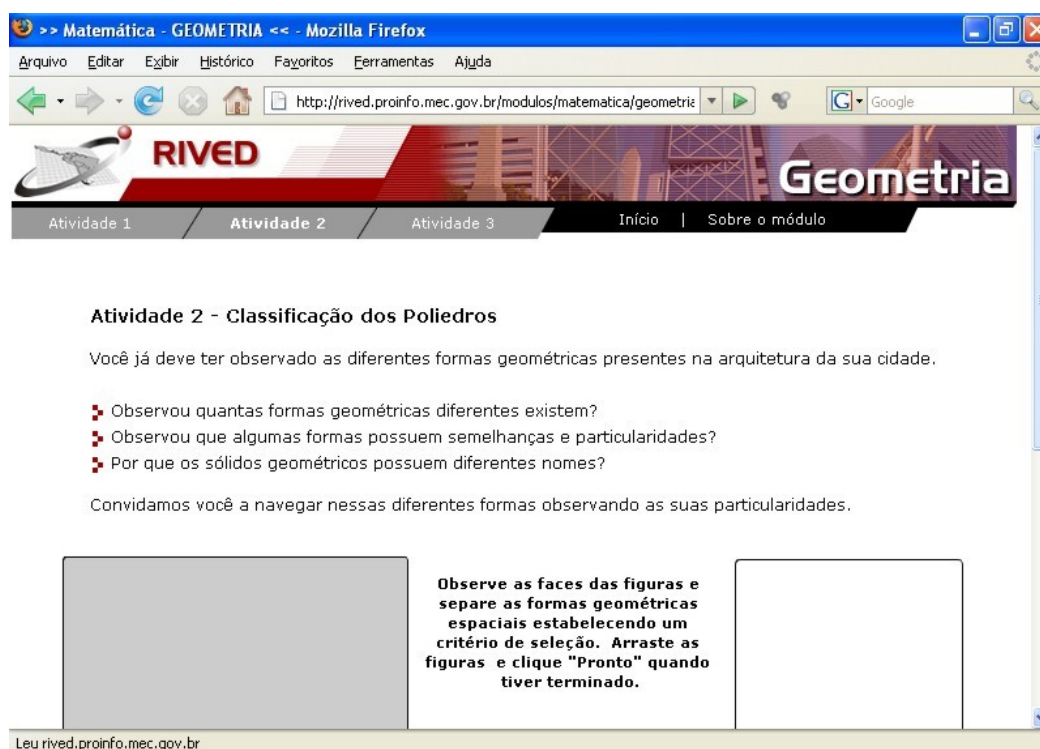 >> Matemática - GEOMETRIA << - Mozilla Firefox
Arquivo Editar Exibir Histórico Favoritos Ferramentas Ajuda
http://rived.proinfo.mec.gov.br/modulos/matematica/geometria
G Google
RIVED
Geometria
Atividade 1 / Atividade 2 / Atividade 3 Início | Sobre o módulo
Atividade 2 - Classificação dos Poliedros
Você já deve ter observado as diferentes formas geométricas presentes na arquitetura da sua cidade.
Observou quantas formas geométricas diferentes existem?
Observou que algumas formas possuem semelhanças e particularidades?
Por que os sólidos geométricos possuem diferentes nomes?
Convidamos você a navegar nessas diferentes formas observando as suas particularidades.
Observe as faces das figuras e
separe as formas geométricas
espaciais estabelecendo um
critério de seleção. Arraste as
figuras e clique "Pronto" quando
tiver terminado.
Leu rived.proinfo.mec.gov.br